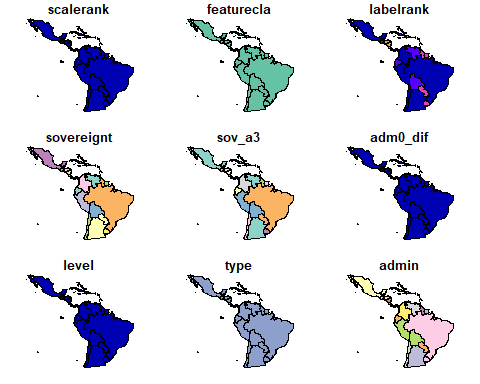 scalerank featurecla labelrank
sovereignt sov_a3 adm0_dif
level type admin